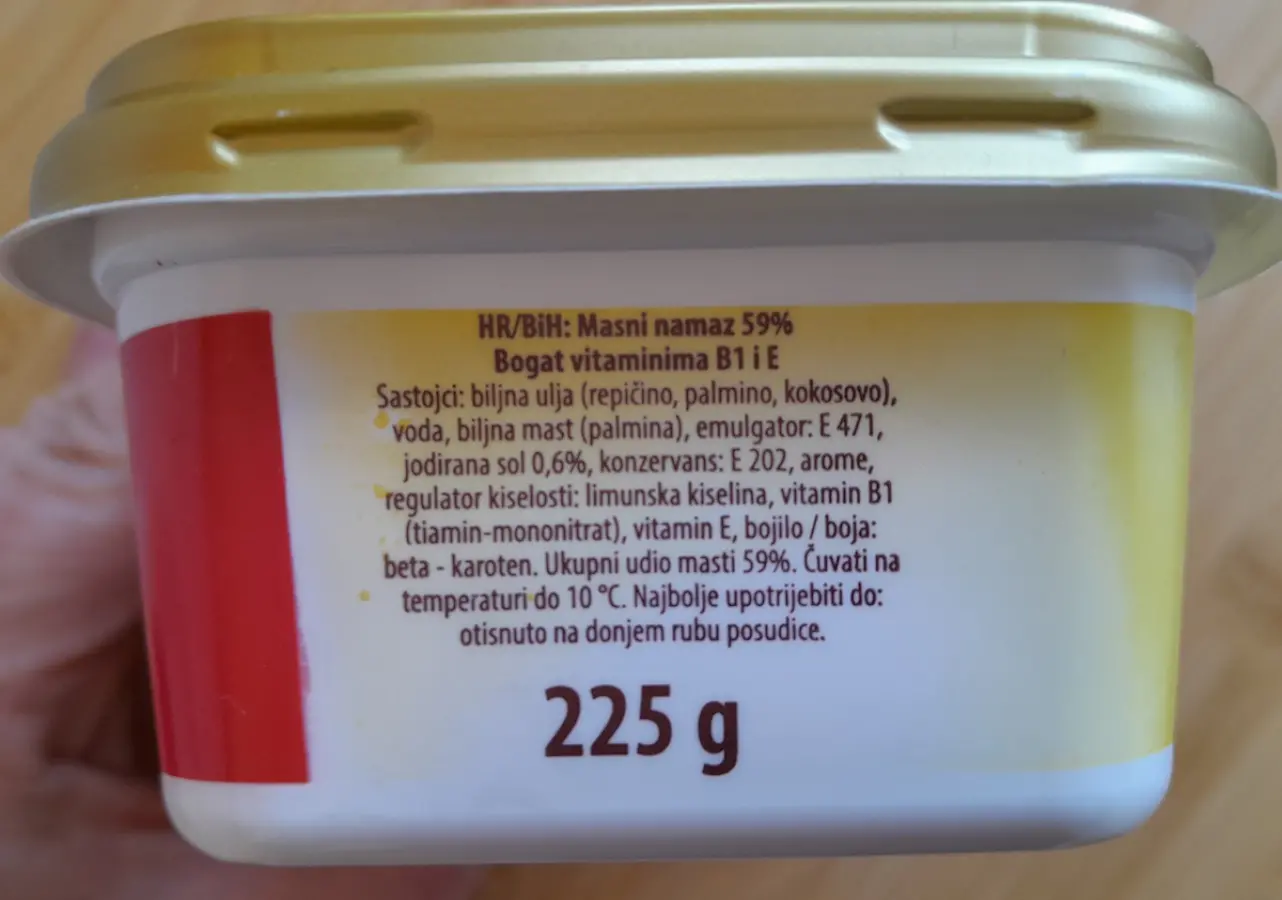 HR/BiH: Masni namaz 59%
Bogat vitaminima B1 i E
Sastojci: biljna ulja (repičino, palmino, kokosovo),
voda, biljna mast (palmina), emulgator: E 471,
jodirana sol 0,6%, konzervans: E 202, arome,
regulator kiselosti: limunska kiselina, vitamin B1
(tiamin-mononitrat), vitamin E, bojilo / boja:
beta - karoten. Ukupni udio masti 59%. Čuvati na
temperaturi do 10 °C. Najbolje upotrijebiti do:
otisnuto na donjem rubu posudice.
225 g